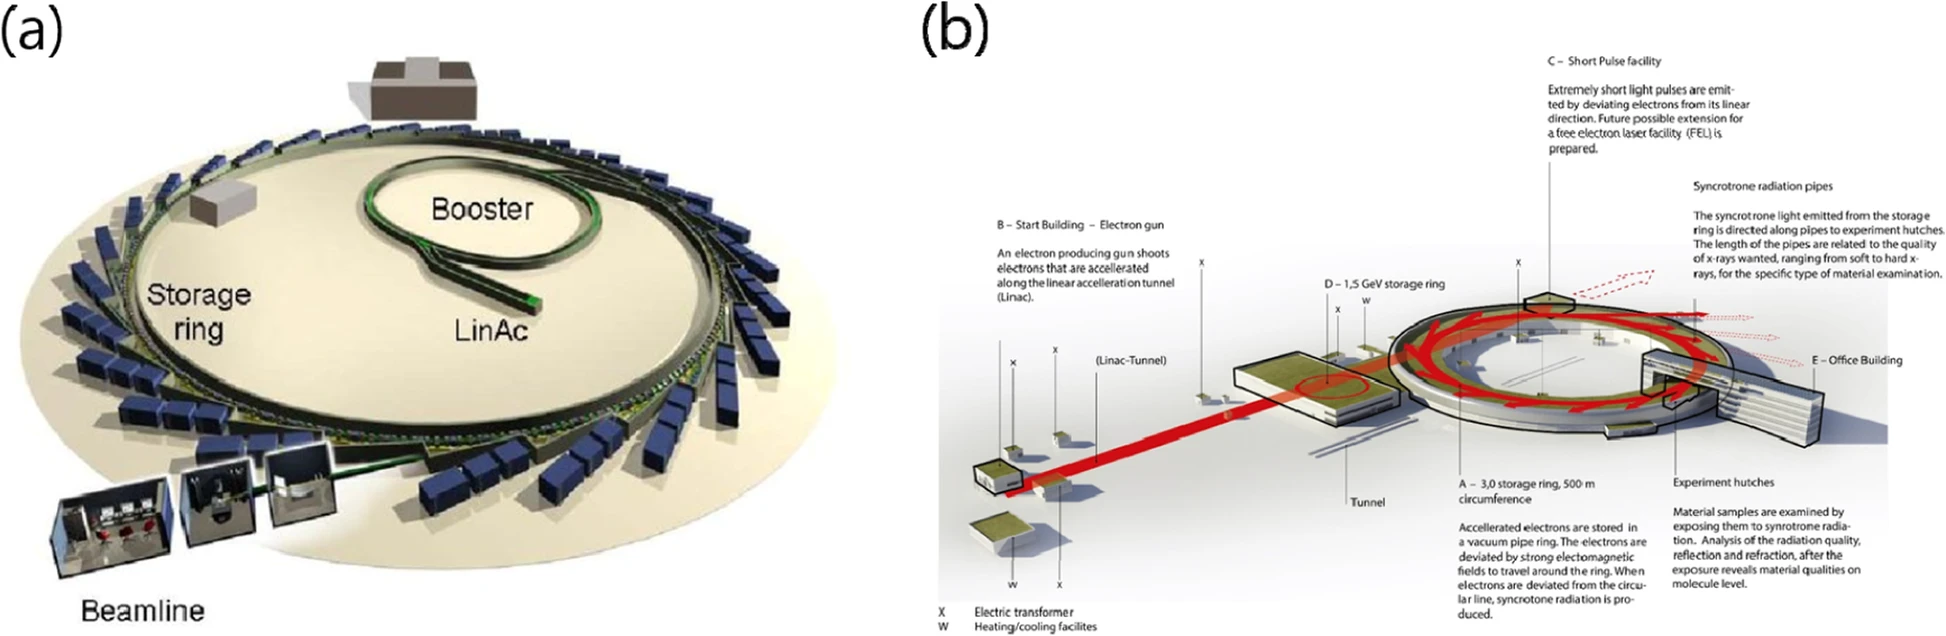 (a)
Booster
Storage
ring
LinAc
Beamline
(b)
C – Short Pulse facility
Extremely short light pulses are emit-
ted by deviating electrons from its linear
direction. Future possible extension for
a free electron laser facility (FEL) is
prepared.
Syncrotrone radiation pipes
The syncrotrone light emitted from the storage
ring is directed along pipes to experiment hutches.
The length of the pipes are related to the quality
of x-rays wanted, ranging from soft to hard x-
rays, for the specific type of material examination.
B – Start Building – Electron gun
An electron producing gun shoots
electrons that are accellerated
along the linear accelleration tunnel
(Linac).
X
X
D – 1,5 GeV storage ring
W
X
X
X
(Linac-Tunnel)
E – Office Building
Tunnel
A – 3,0 storage ring, 500 m
circumference
Accellerated electrons are stored in
a vacuum pipe ring. The electrons are
deviated by strong electomagnetic
fields to travel around the ring. When
electrons are deviated from the circu-
lar line, syncrotone radiation is pro-
duced.
Experiment hutches
Material samples are examined by
exposing them to synrotrone radia-
tion. Analysis of the radiation quality,
reflection and refraction, after the
exposure reveals material qualities on
molecule level.
W
X
X Electric transformer
W Heating/cooling facilites